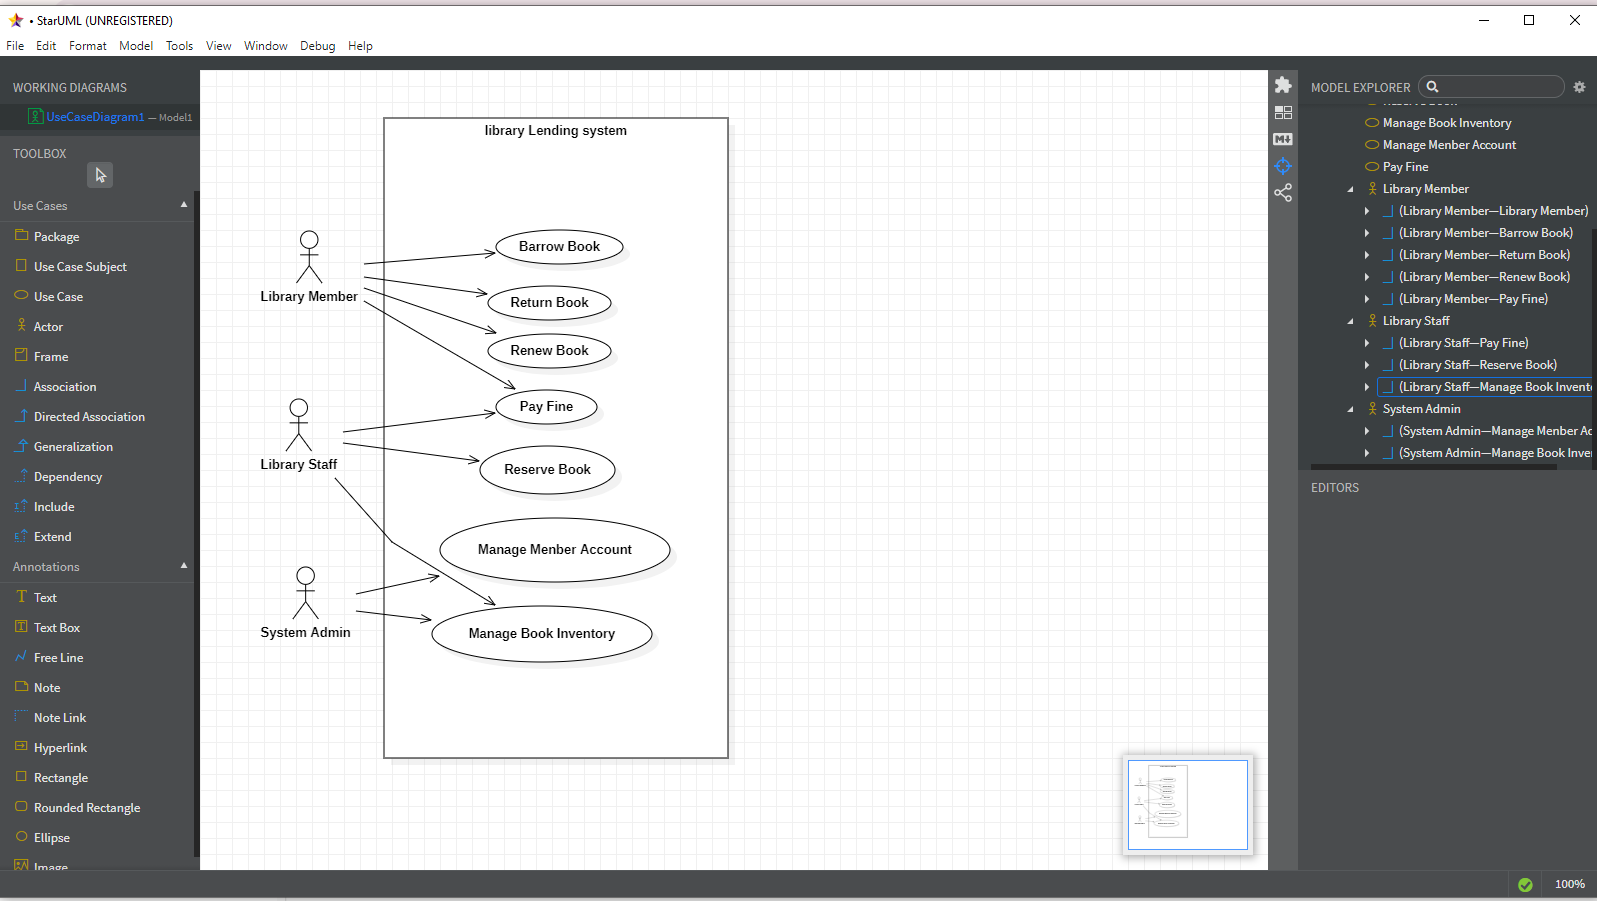 • StarUML (UNREGISTERED)
File Edit Format Model Tools View Window Debug Help
WORKING DIAGRAMS
UseCaseDiagram1 — Model1
TOOLBOX
Use Cases
Package
Use Case Subject
Use Case
Actor
Frame
Association
Directed Association
Generalization
Dependency
Include
Extend
Annotations
Text
Text Box
Free Line
Note
Note Link
Hyperlink
Rectangle
Rounded Rectangle
Ellipse
Image
library Lending system
Barrow Book
Library Member
Return Book
Renew Book
Pay Fine
Library Staff
Reserve Book
Manage Menber Account
System Admin
Manage Book Inventory
MODEL EXPLORER
Reserve Book
Manage Book Inventory
Manage Menber Account
Pay Fine
Library Member
(Library Member—Library Member)
(Library Member—Barrow Book)
(Library Member—Return Book)
(Library Member—Renew Book)
(Library Member—Pay Fine)
Library Staff
(Library Staff—Pay Fine)
(Library Staff—Reserve Book)
(Library Staff—Manage Book Invento
System Admin
(System Admin—Manage Menber Ac
(System Admin—Manage Book Inve
EDITORS
100%